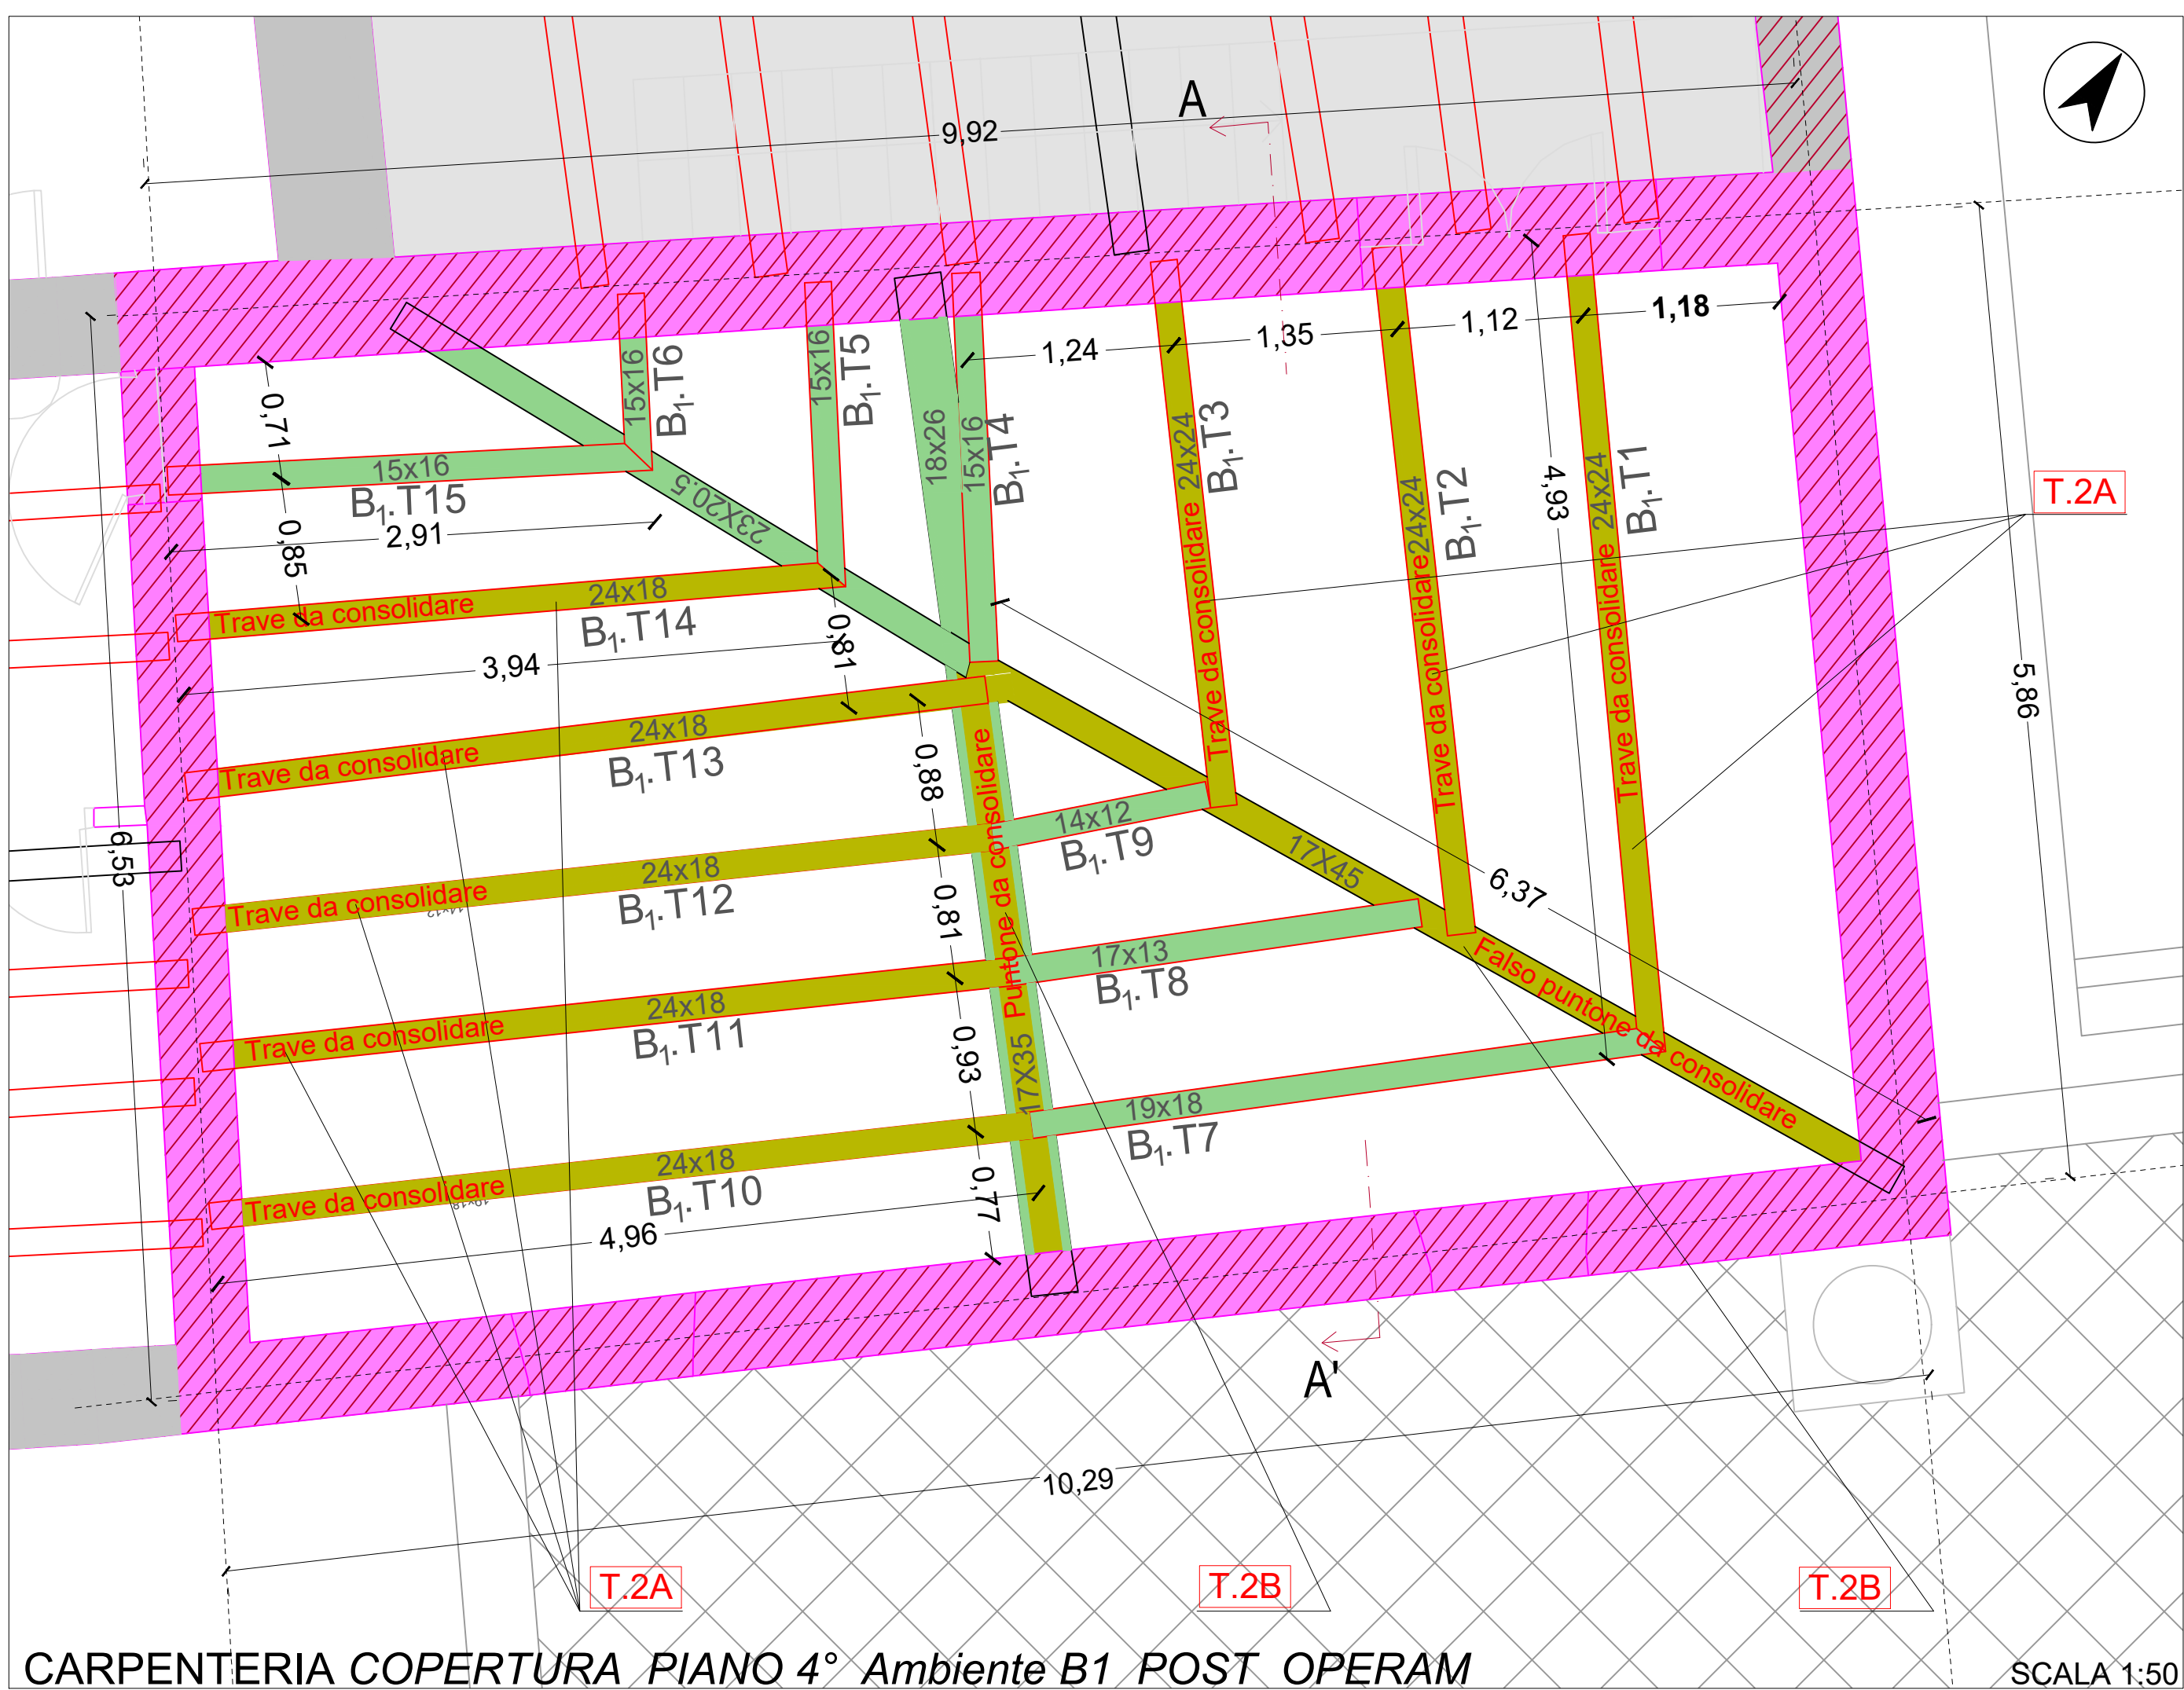 A
9,92
1,24
1,35
1,12
1,18
0,71
15x16
B₁.T6
15x16
B₁.T5
18x26
15x16
B₁.T4
24x24
B₁.T3
Trave da consolidare
24x24
B₁.T2
Trave da consolidare
4,93
24x24
B₁.T1
Trave da consolidare
T.2A
15x16
B₁.T15
2,91
0,85
23X20.5
Trave da consolidare
24x18
B₁.T14
3,94
0,81
5,86
Trave da consolidare
24x18
B₁.T13
0,88
Puntone da consolidare
17X35
6,53
14x12
B₁.T9
17X45
6,37
Trave da consolidare
24x18
B₁.T12
14x12
0,81
17x13
B₁.T8
Falso puntone da consolidare
Trave da consolidare
24x18
B₁.T11
0,93
19x18
B₁.T7
Trave da consolidare
24x18
B₁.T10
19x18
0,77
4,96
A'
10,29
T.2A
T.2B
T.2B
CARPENTERIA COPERTURA PIANO 4° Ambiente B1 POST OPERAM
SCALA 1:50